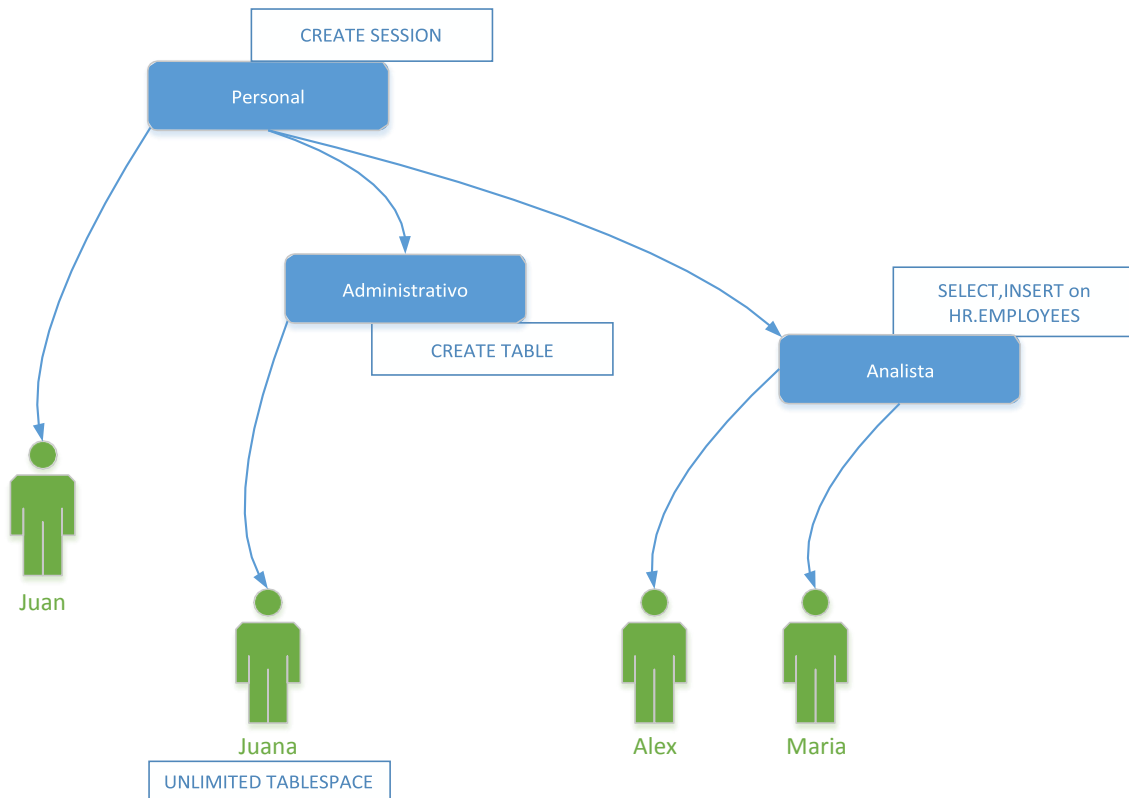 CREATE SESSION
Personal
Administrativo
CREATE TABLE
SELECT,INSERT on
HR.EMPLOYEES
Analista
Juan
Juana
UNLIMITED TABLESPACE
Alex
Maria